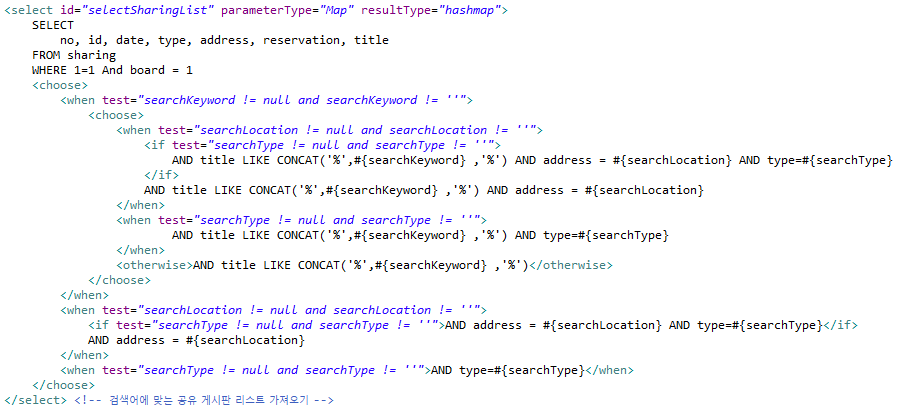 <select id="selectSharingList" parameterType="Map" resultType="hashmap">
SELECT
no, id, date, type, address, reservation, title
FROM sharing
WHERE 1=1 And board = 1
<choose>
<when test="searchKeyword != null and searchKeyword != ''">
<choose>
<when test="searchLocation != null and searchLocation != ''">
<if test="searchType != null and searchType != ''">
AND title LIKE CONCAT('%',#{searchKeyword} ,'%') AND address = #{searchLocation} AND type=#{searchType}
</if>
AND title LIKE CONCAT('%',#{searchKeyword} ,'%') AND address = #{searchLocation}
</when>
<when test="searchType != null and searchType != ''">
AND title LIKE CONCAT('%',#{searchKeyword} ,'%') AND type=#{searchType}
</when>
<otherwise>AND title LIKE CONCAT('%',#{searchKeyword} ,'%')</otherwise>
</choose>
</when>
<when test="searchLocation != null and searchLocation != ''">
<if test="searchType != null and searchType != ''">AND address = #{searchLocation} AND type=#{searchType}</if>
AND address = #{searchLocation}
</when>
<when test="searchType != null and searchType != ''">AND type=#{searchType}</when>
</choose>
</select> <!-- 검색어에 맞는 공유 게시판 리스트 가져오기 -->